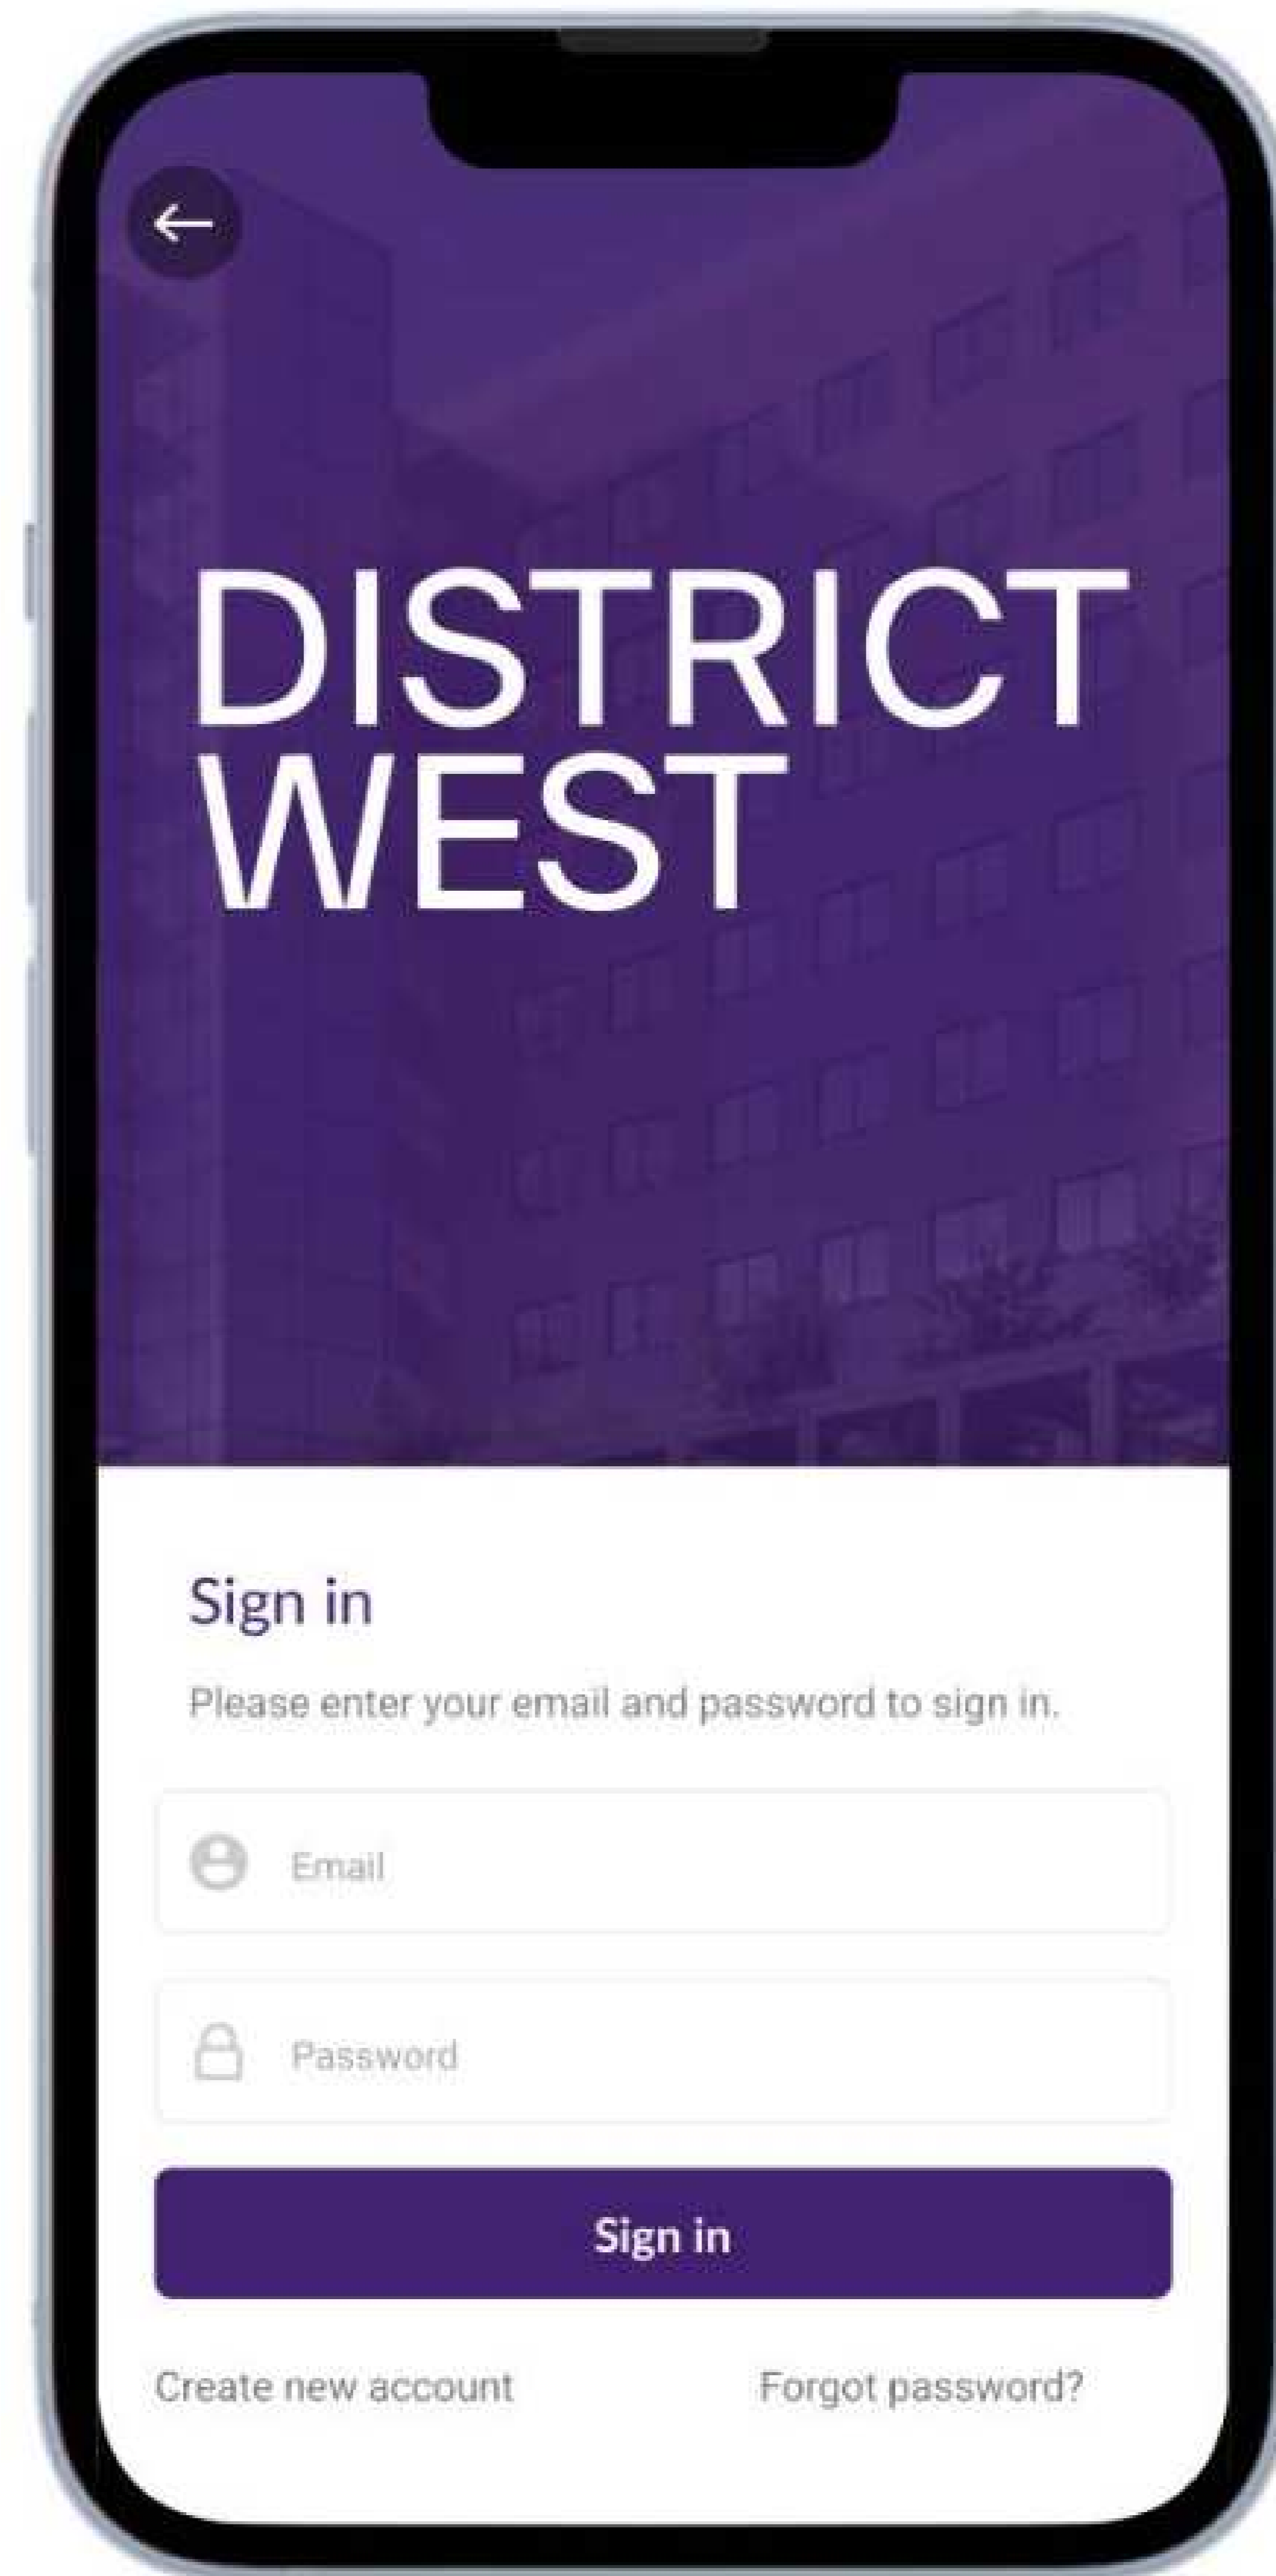 DISTRICT
WEST
Sign in
Please enter your email and password to sign in.
Email
Password
Sign in
Create new account
Forgot password?